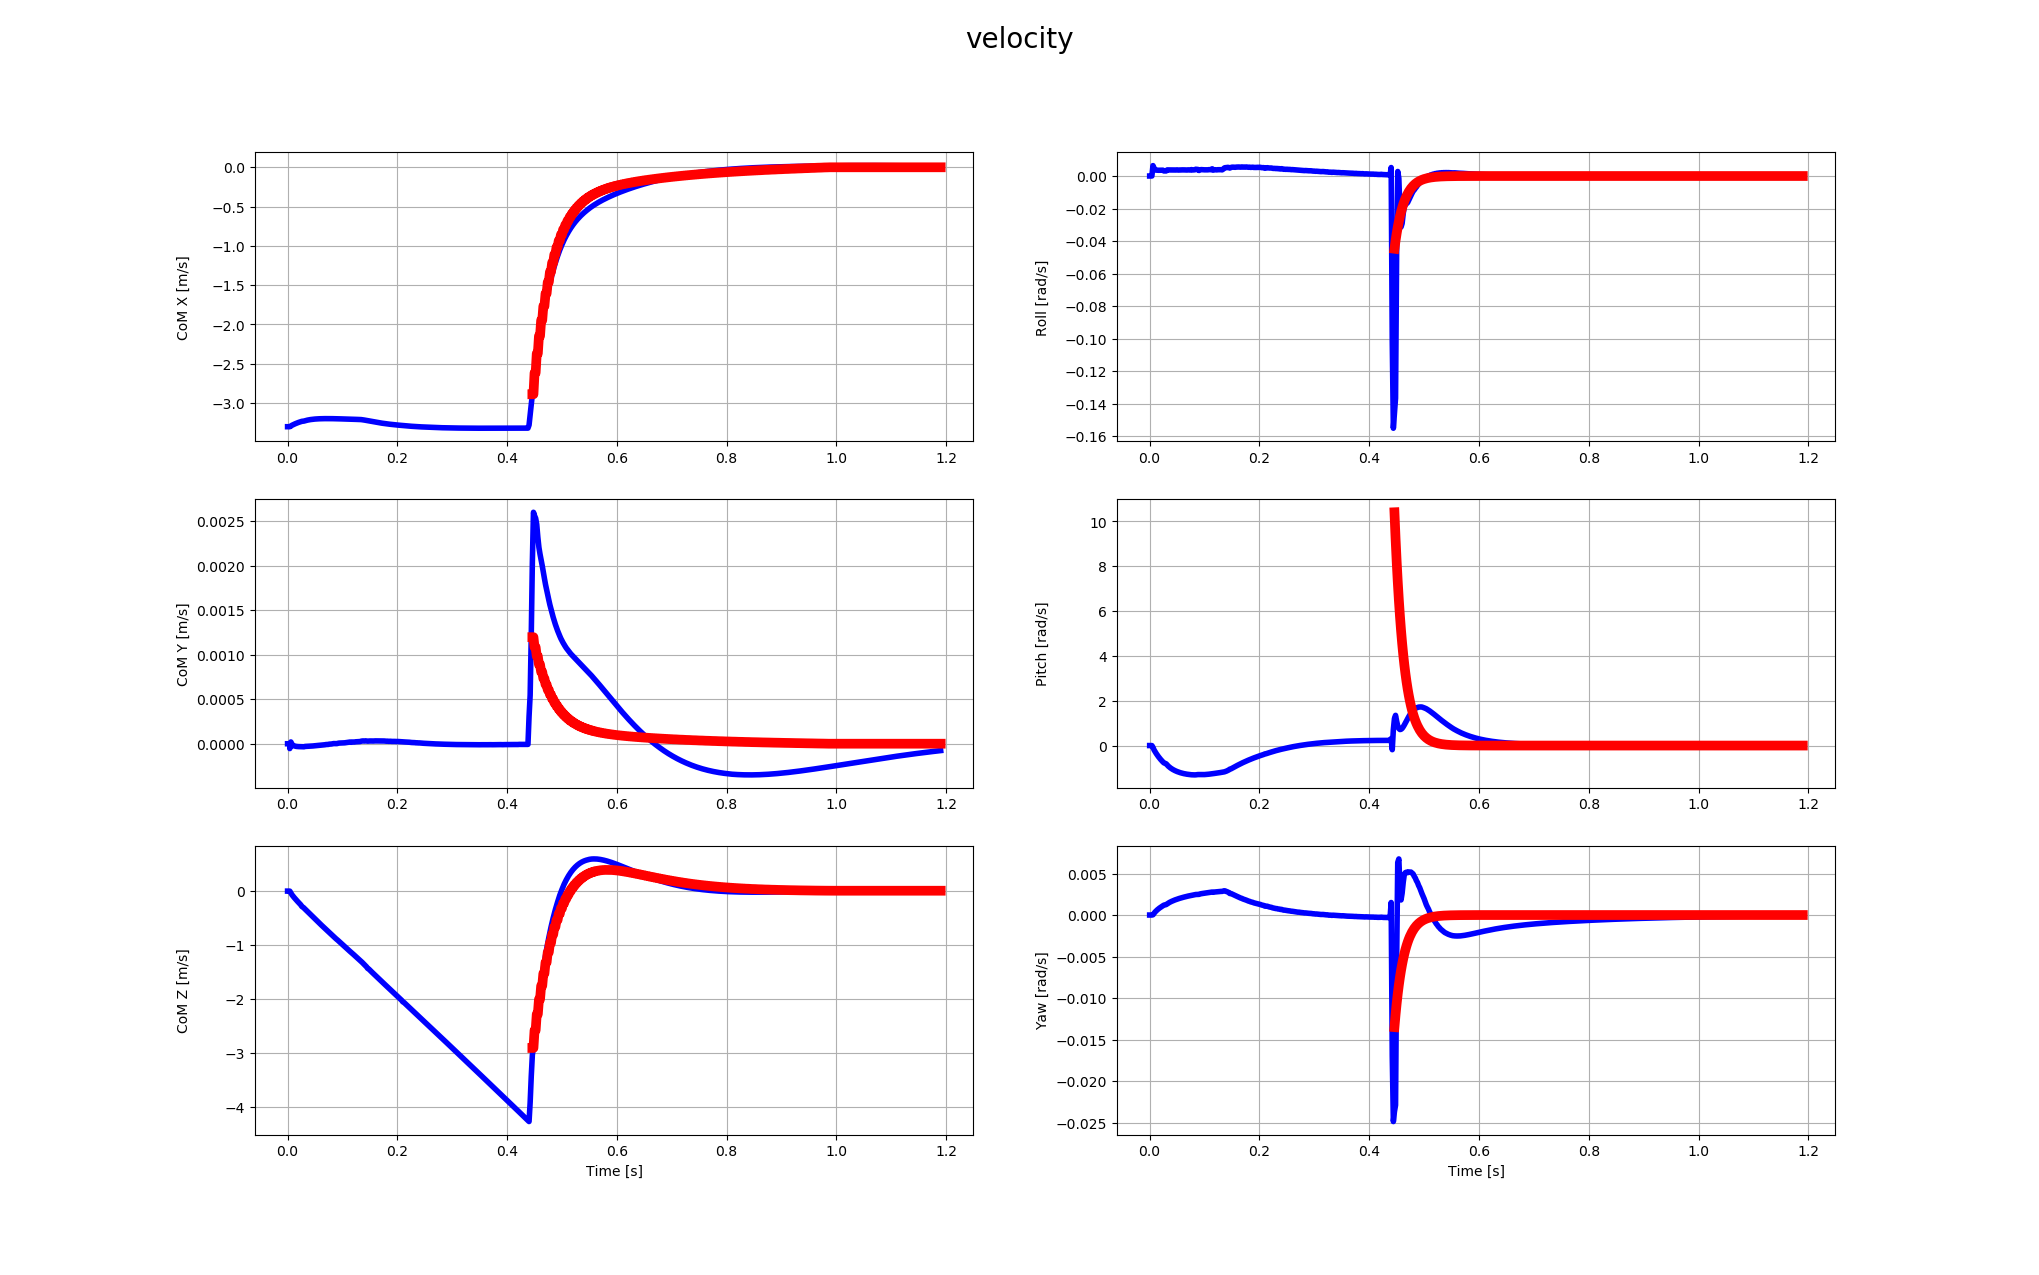 velocity
CoM X [m/s]
0.0
−0.5
−1.0
−1.5
−2.0
−2.5
−3.0
0.0 0.2 0.4 0.6 0.8 1.0 1.2
Roll [rad/s]
0.00
−0.02
−0.04
−0.06
−0.08
−0.10
−0.12
−0.14
−0.16
0.0 0.2 0.4 0.6 0.8 1.0 1.2
CoM Y [m/s]
0.0025
0.0020
0.0015
0.0010
0.0005
0.0000
0.0 0.2 0.4 0.6 0.8 1.0 1.2
Pitch [rad/s]
10
8
6
4
2
0
0.0 0.2 0.4 0.6 0.8 1.0 1.2
CoM Z [m/s]
0
−1
−2
−3
−4
0.0 0.2 0.4 0.6 0.8 1.0 1.2
Time [s]
Yaw [rad/s]
0.005
0.000
−0.005
−0.010
−0.015
−0.020
−0.025
0.0 0.2 0.4 0.6 0.8 1.0 1.2
Time [s]